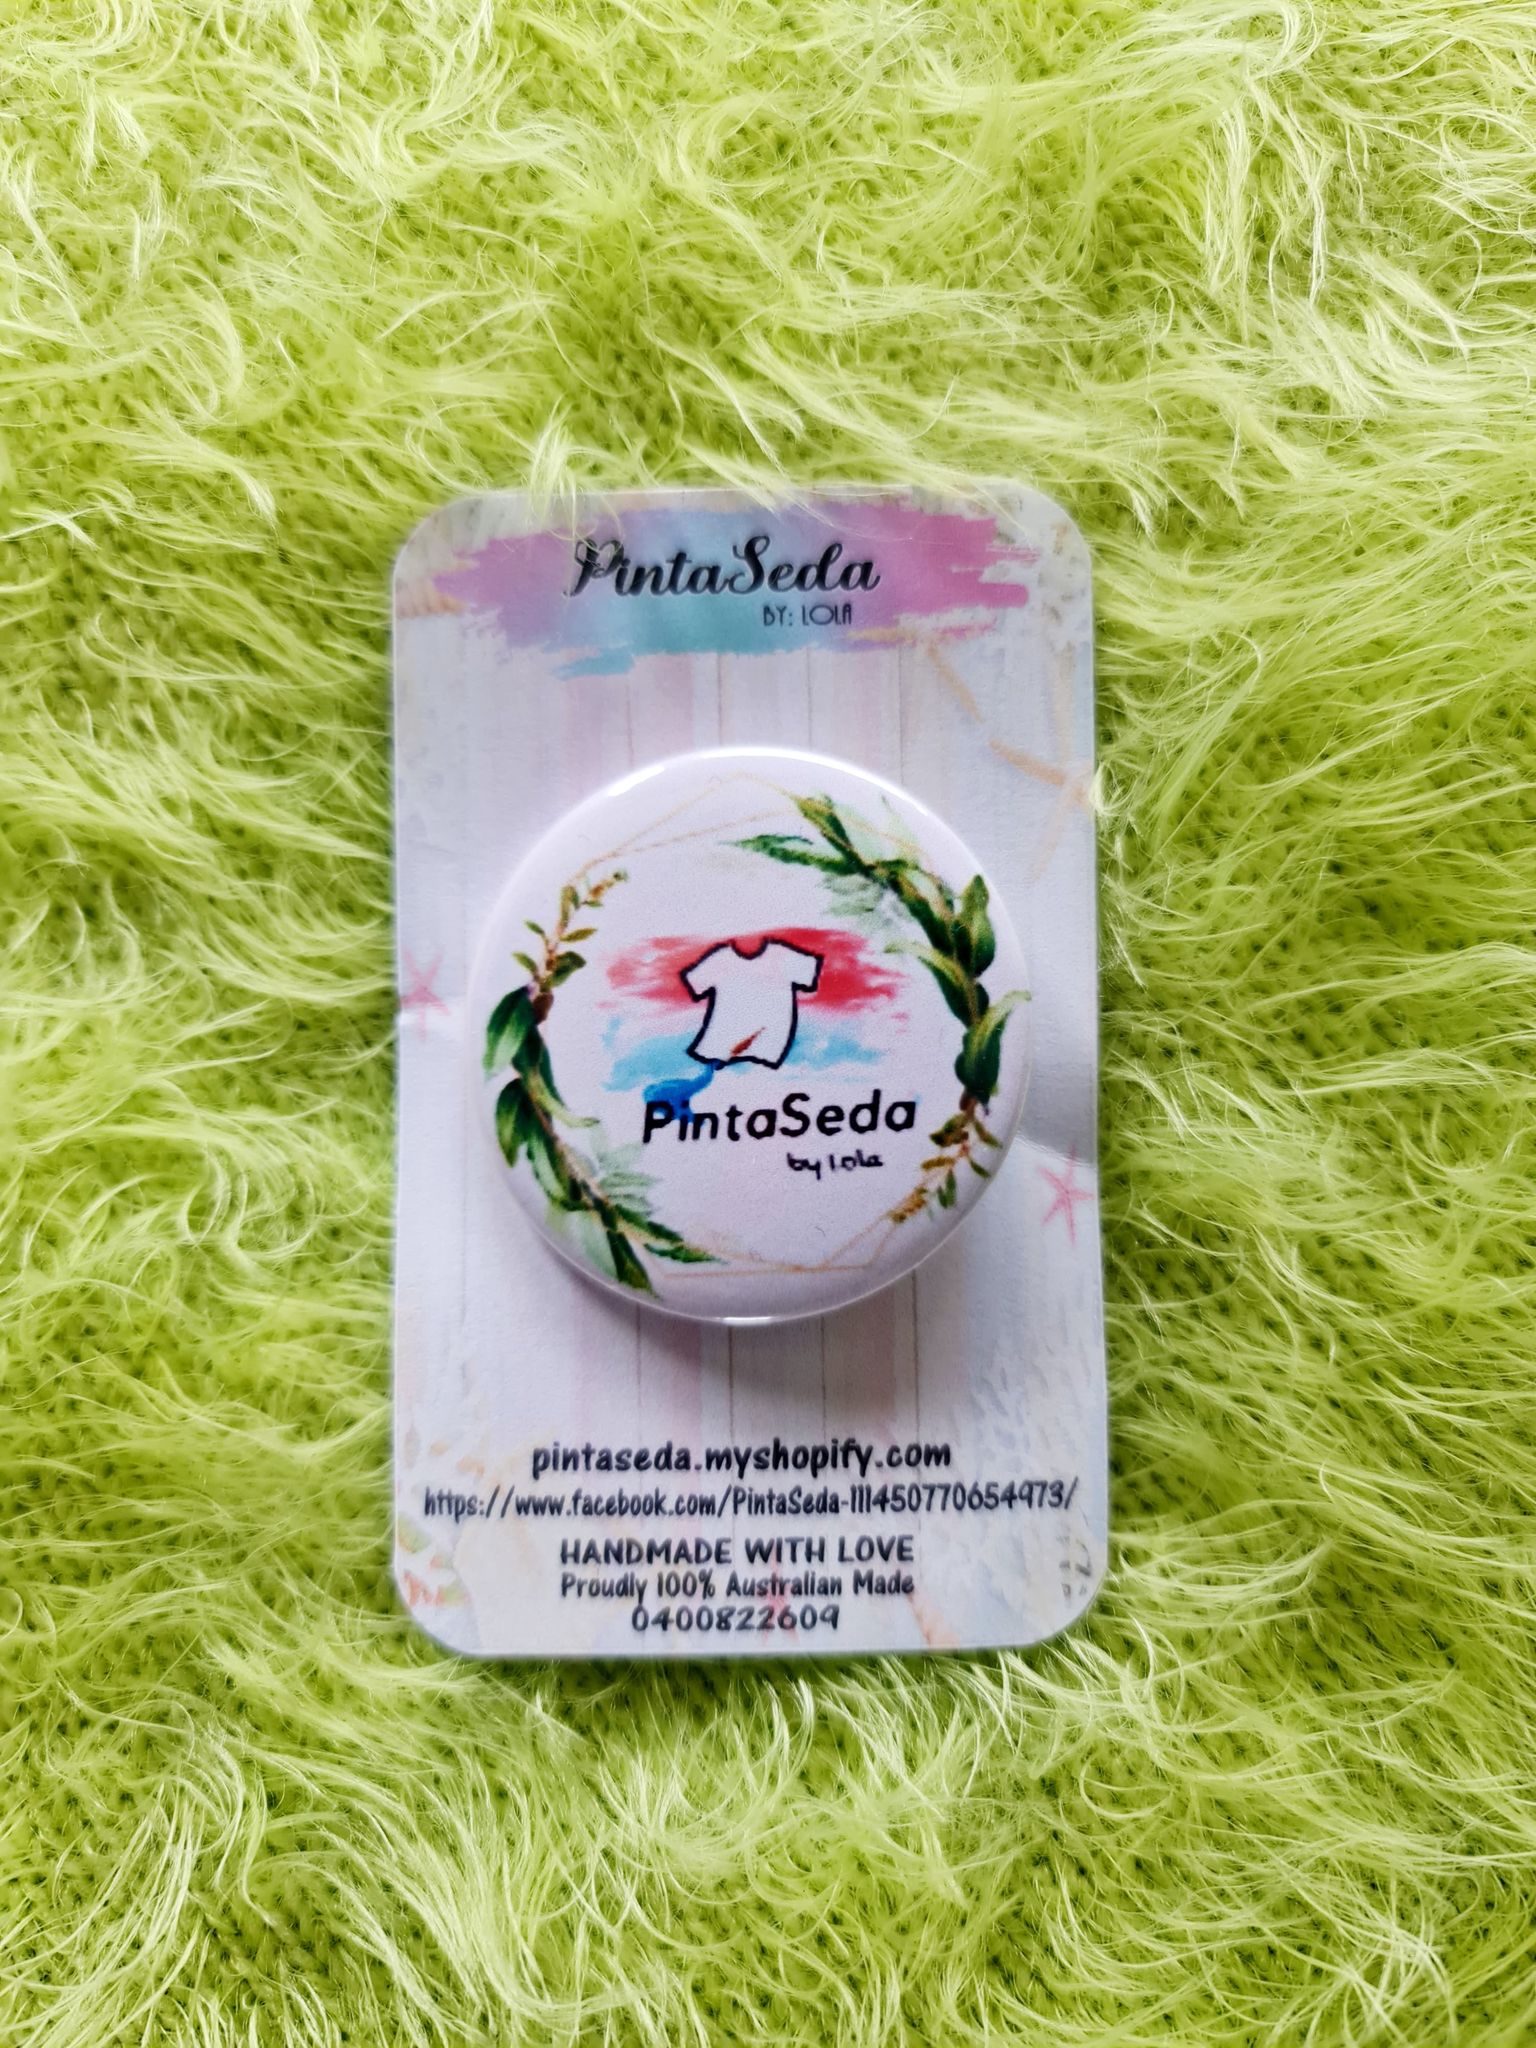 PintaSeda
BY: LOLA
PintaSeda
by Lola
pintaseda.myshopify.com
https://www.facebook.com/PintaSeda-111450770654973/
HANDMADE WITH LOVE
Proudly 100% Australian Made
0400822609